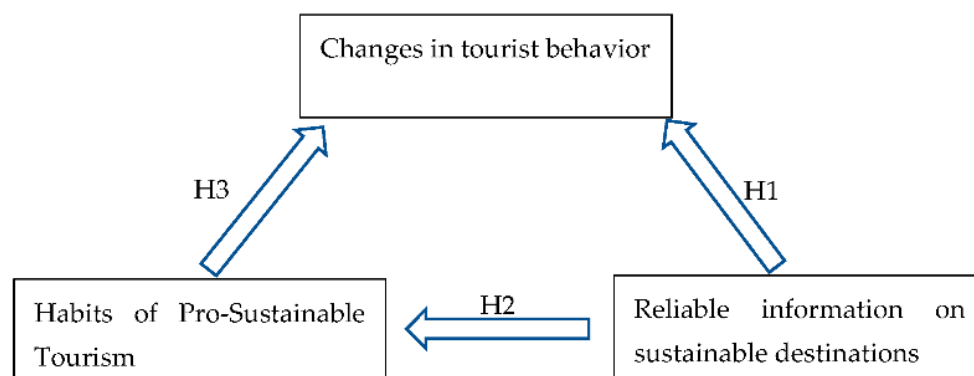 Changes in tourist behavior
H3
H1
Habits of Pro-Sustainable
Tourism
H2
Reliable information on
sustainable destinations